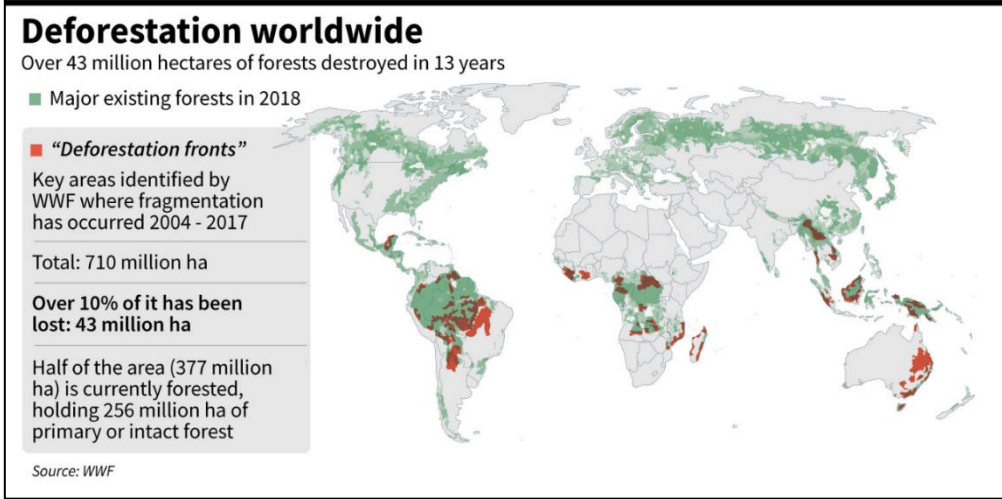 Deforestation worldwide
Over 43 million hectares of forests destroyed in 13 years
Major existing forests in 2018
“Deforestation fronts”
Key areas identified by
WWF where fragmentation
has occurred 2004 - 2017
Total: 710 million ha
Over 10% of it has been
lost: 43 million ha
Half of the area (377 million
ha) is currently forested,
holding 256 million ha of
primary or intact forest
Source: WWF